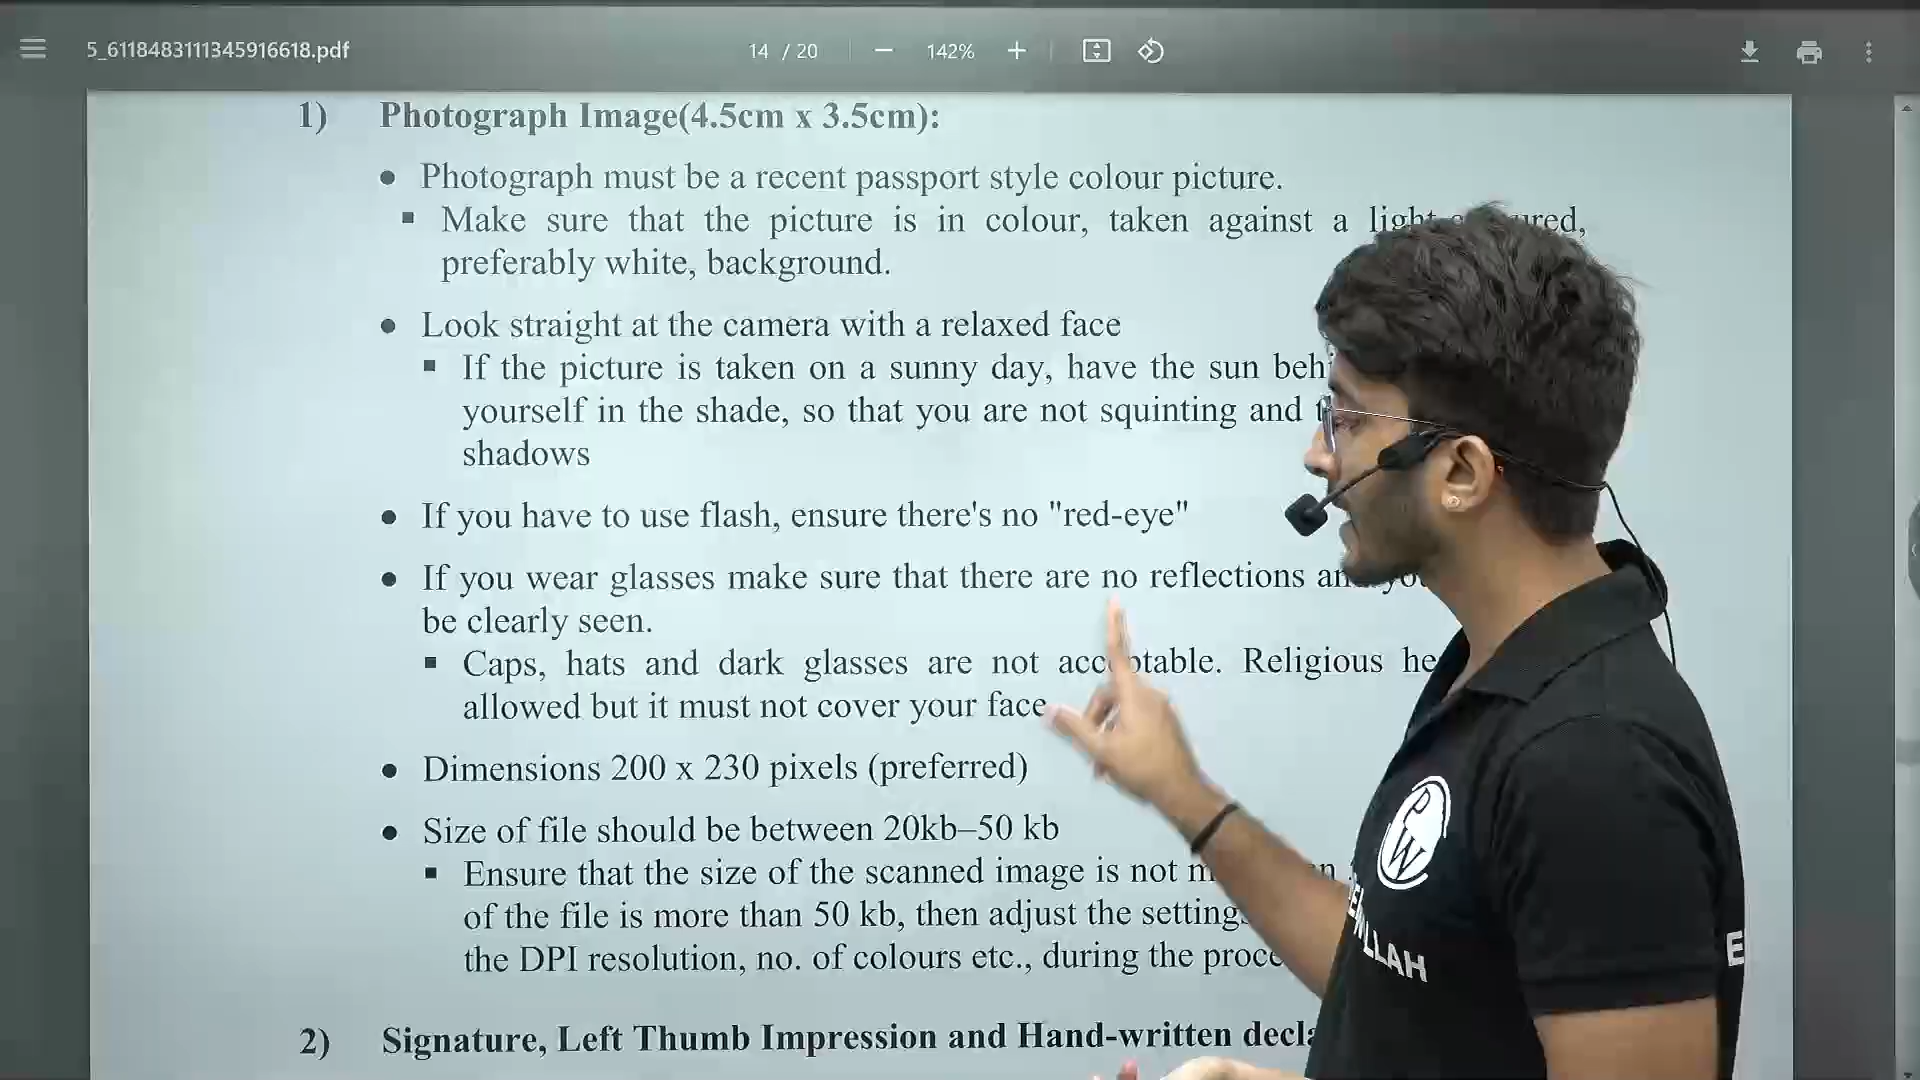 5_6118483111345916618.pdf
14 / 20
142%
1) Photograph Image(4.5cm x 3.5cm):
● Photograph must be a recent passport style colour picture.
▪ Make sure that the picture is in colour, taken against a
preferably white, background.
● Look straight at the camera with a relaxed face
▪ If the picture is taken on a sunny day, have the sun
yourself in the shade, so that you are not squinting and
shadows
● If you have to use flash, ensure there's no "red-eye"
● If you wear glasses make sure that there are no reflections
be clearly seen.
▪ Caps, hats and dark glasses are not acceptable. Religious
allowed but it must not cover your face
● Dimensions 200 x 230 pixels (preferred)
● Size of file should be between 20kb–50 kb
▪ Ensure that the size of the scanned image is not
of the file is more than 50 kb, then adjust the settings
the DPI resolution, no. of colours etc., during the
2) Signature, Left Thumb Impression and Hand-written
PW